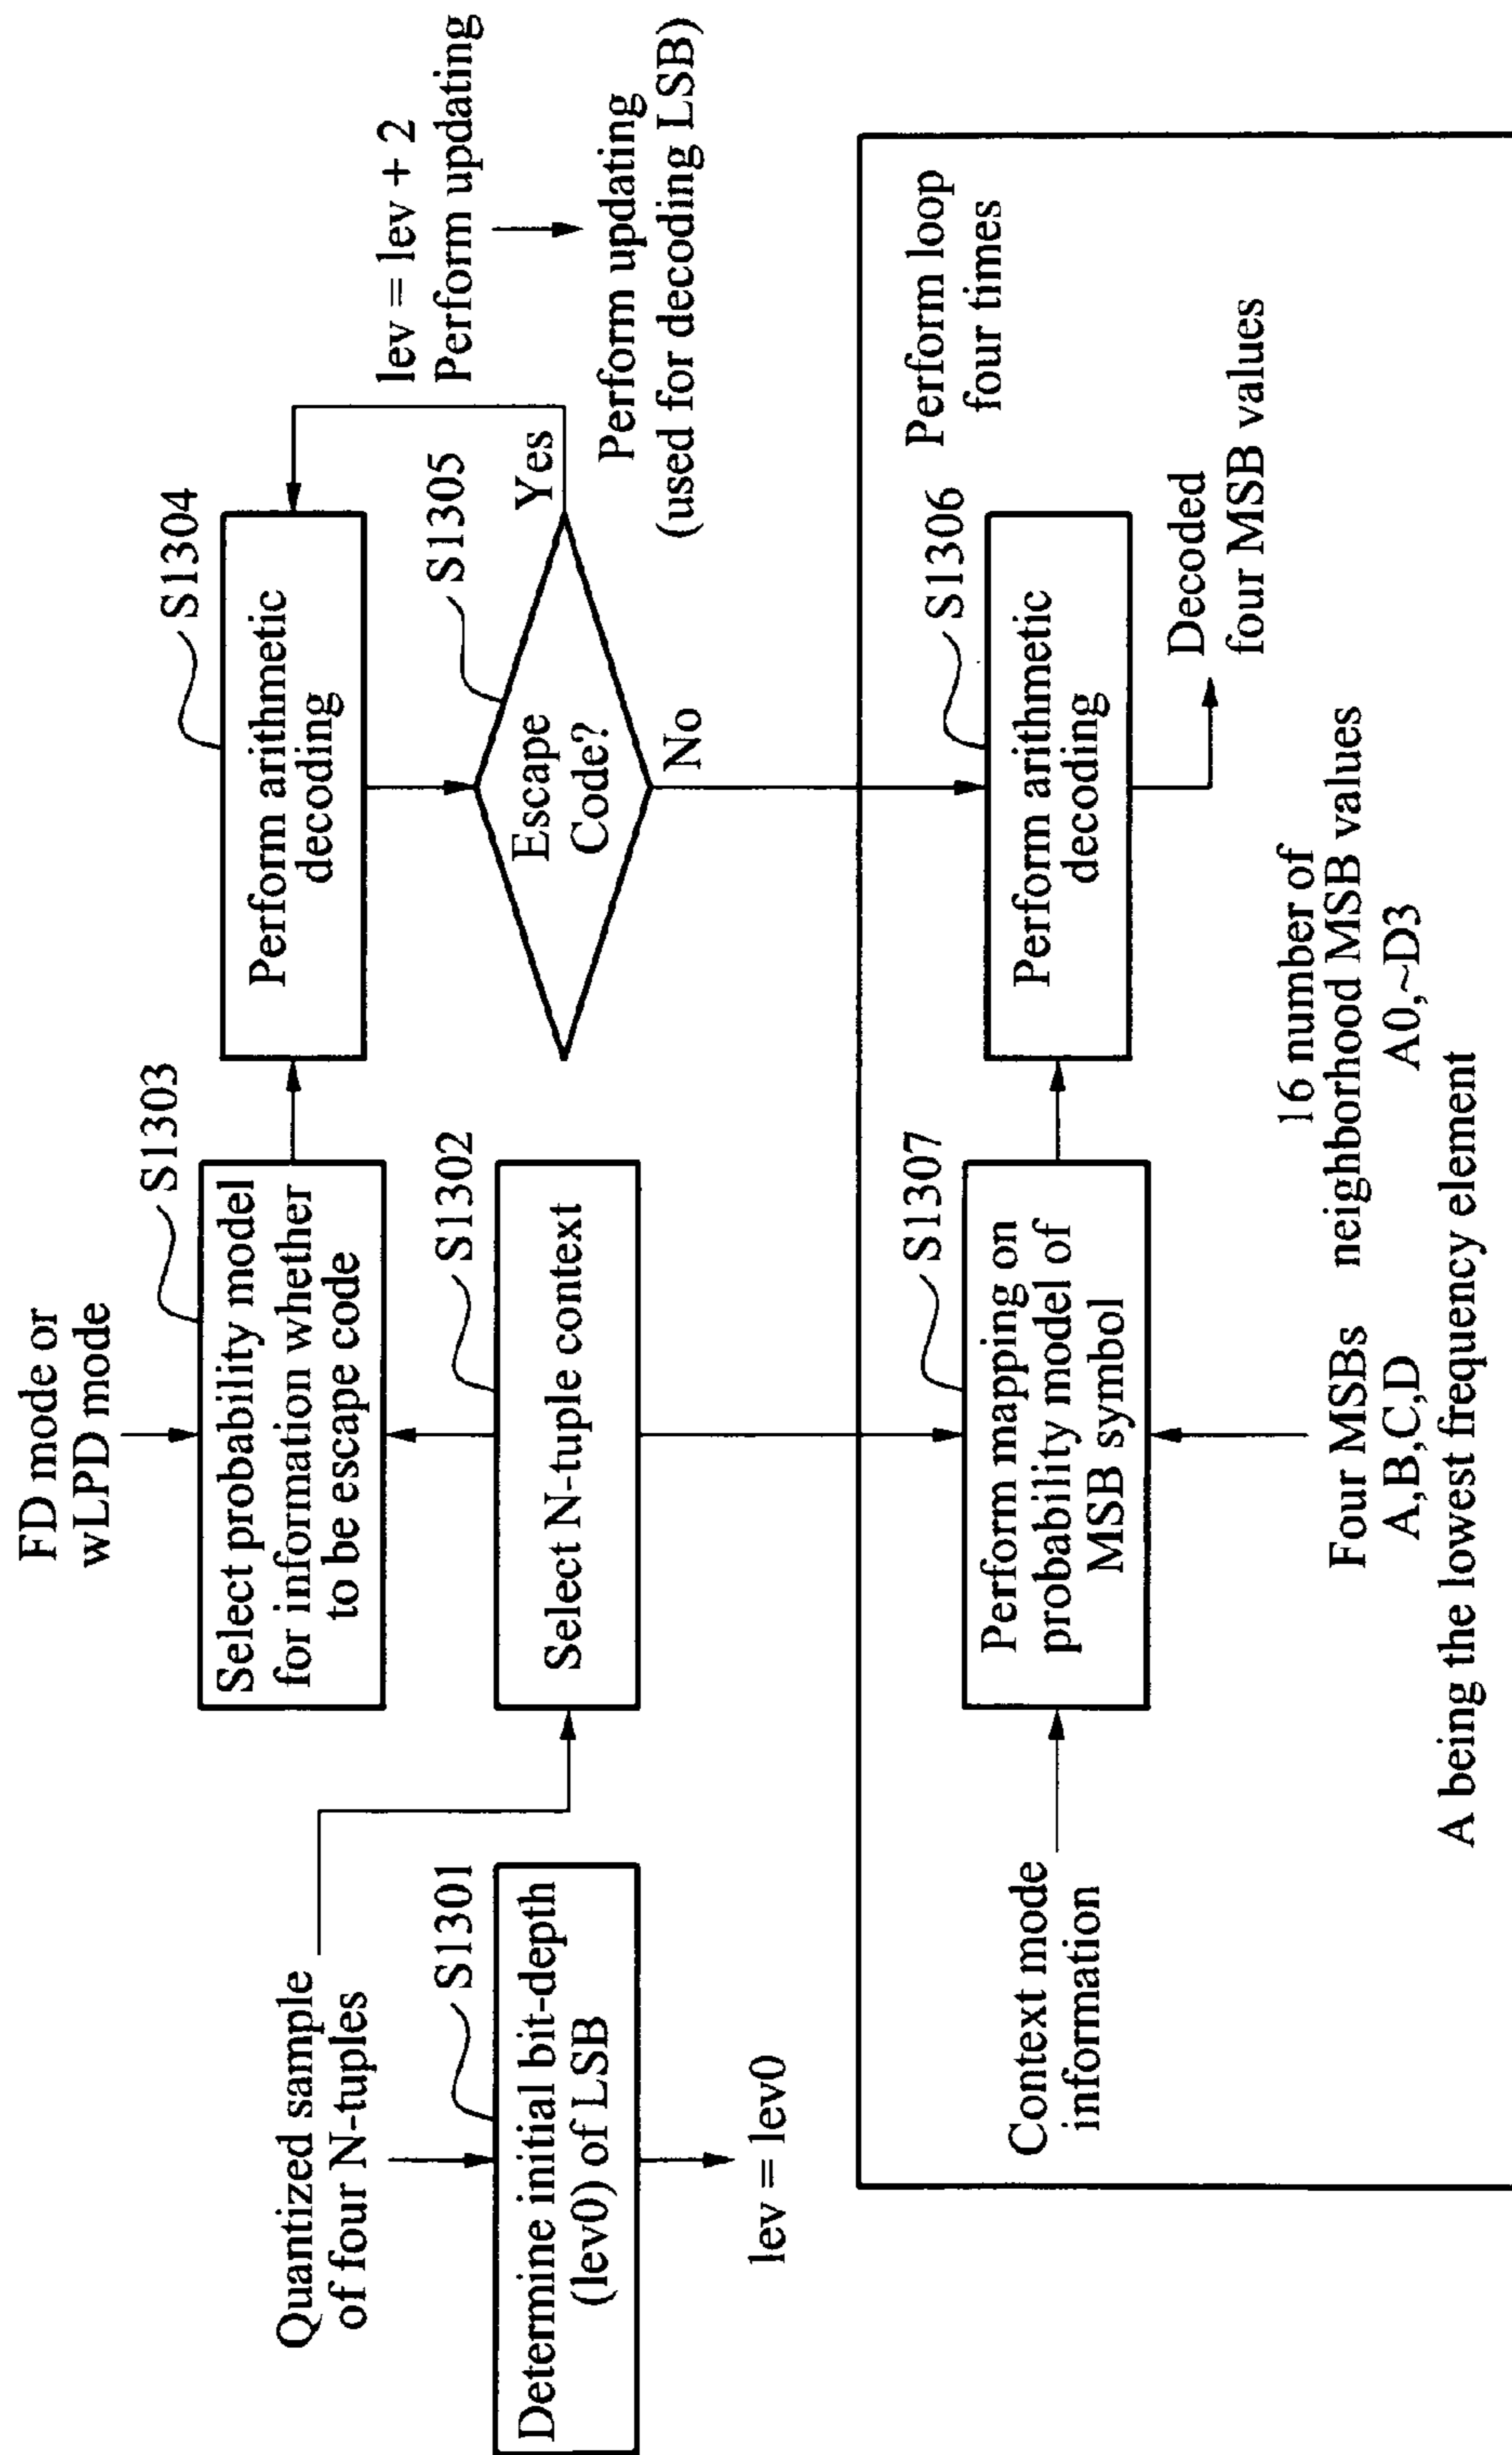 FD mode or
wLPD mode
S1303
Select probability model
for information whether
to be escape code
S1304
Perform arithmetic
decoding
lev = lev + 2
Perform updating
Perform updating
(used for decoding LSB)
Quantized sample
of four N-tuples
S1301
Determine initial bit-depth
(lev0) of LSB
lev = lev0
S1302
Select N-tuple context
S1305
Escape
Code?
Yes
No
Perform loop
four times
Context mode
information
S1307
Perform mapping on
probability model of
MSB symbol
S1306
Perform arithmetic
decoding
Decoded
four MSB values
Four MSBs
A,B,C,D
16 number of
neighborhood MSB values
A0,~D3
A being the lowest frequency element